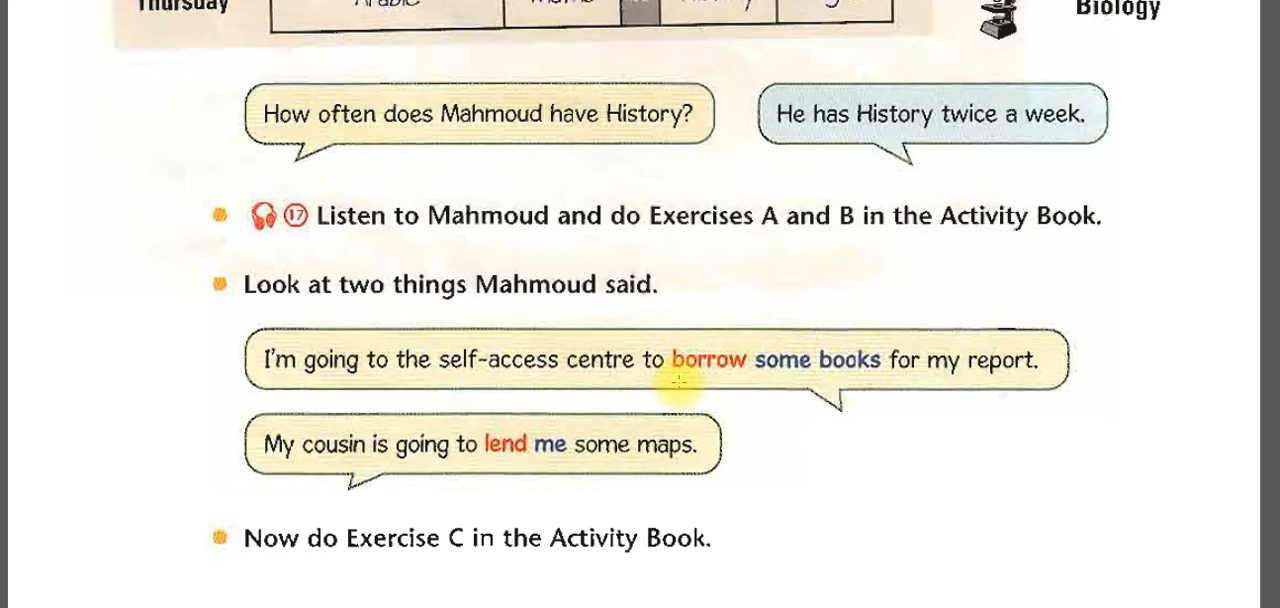 Thursday
Biology
How often does Mahmoud have History?
He has History twice a week.
17 Listen to Mahmoud and do Exercises A and B in the Activity Book.
Look at two things Mahmoud said.
I'm going to the self-access centre to borrow some books for my report.
My cousin is going to lend me some maps.
Now do Exercise C in the Activity Book.